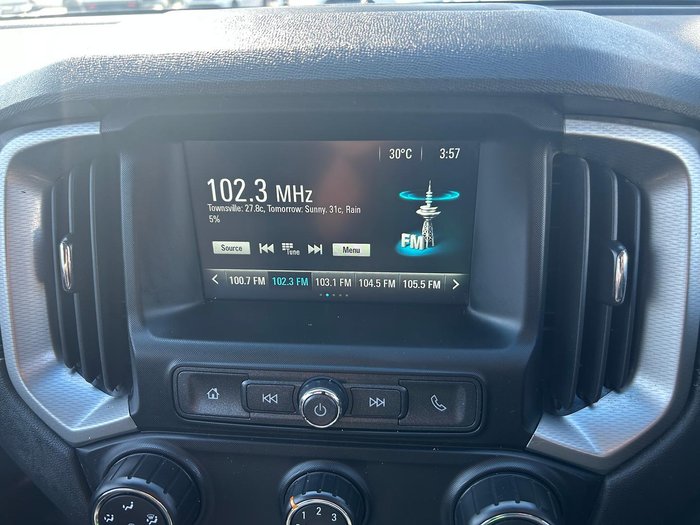 30°C 3:57
102.3 MHz
Townsville: 27.8c, Tomorrow: Sunny. 31c, Rain
5%
FM
Source Tune Menu
100.7 FM 102.3 FM 103.1 FM 104.5 FM 105.5 FM
1 2 3